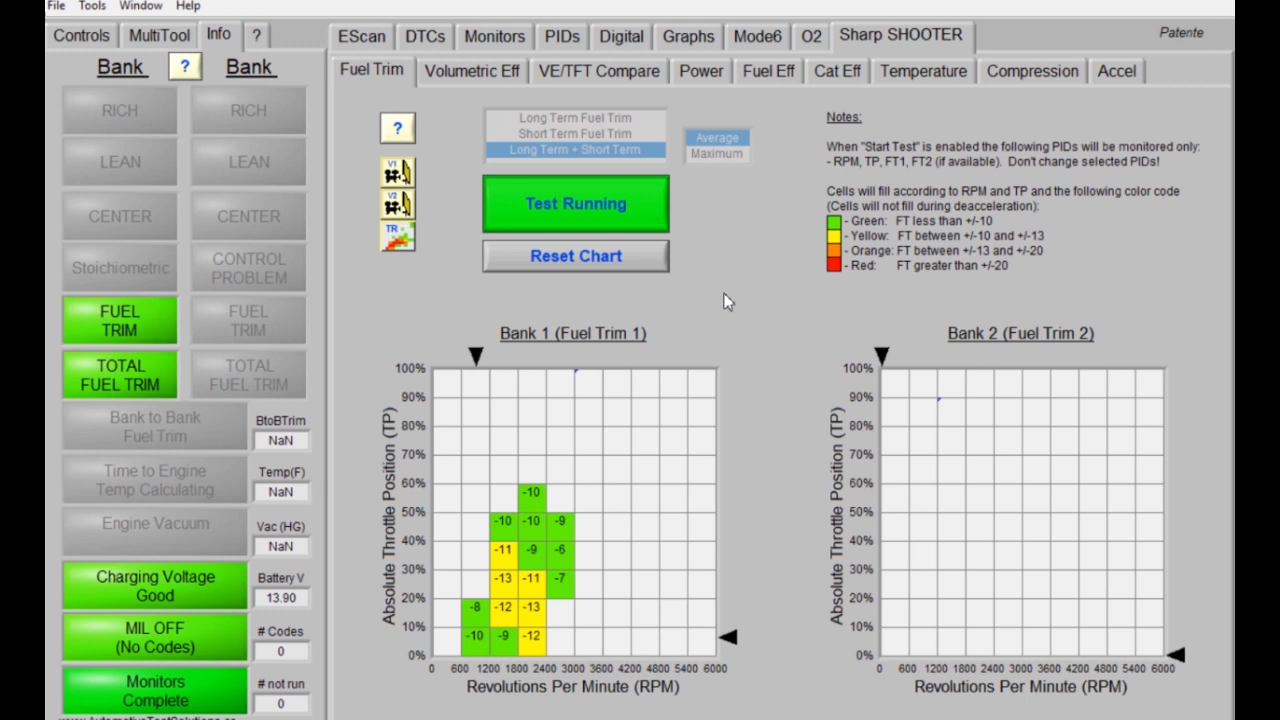 File Tools Window Help
Controls MultiTool Info ?
EScan DTCs Monitors PIDs Digital Graphs Mode6 O2 Sharp SHOOTER
Patente
Bank ? Bank
RICH RICH
LEAN LEAN
CENTER CENTER
Stoichiometric
CONTROL
PROBLEM
FUEL
TRIM
FUEL
TRIM
TOTAL
FUEL TRIM
TOTAL
FUEL TRIM
Bank to Bank
Fuel Trim
BtoBTrim
NaN
Time to Engine
Temp Calculating
Temp(F)
NaN
Engine Vacuum
Vac (HG)
NaN
Charging Voltage
Good
Battery V
13.90
MIL OFF
(No Codes)
# Codes
0
Monitors
Complete
# not run
0
Fuel Trim Volumetric Eff VE/TFT Compare Power Fuel Eff Cat Eff Temperature Compression Accel
?
V1
V2
TR
Long Term Fuel Trim
Short Term Fuel Trim
Long Term + Short Term
Average
Maximum
Test Running
Reset Chart
Notes:
When "Start Test" is enabled the following PIDs will be monitored only:
- RPM, TP, FT1, FT2 (if available). Don't change selected PIDs!
Cells will fill according to RPM and TP and the following color code
(Cells will not fill during deacceleration):
- Green: FT less than +/-10
- Yellow: FT between +/-10 and +/-13
- Orange: FT between +/-13 and +/-20
- Red: FT greater than +/-20
Bank 1 (Fuel Trim 1)
Absolute Throttle Position (TP)
100%
90%
80%
70%
60%
-10
50%
-10 -10 -9
40%
-11 -9 -6
30%
-13 -11 -7
20%
-8 -12 -13
10%
-10 -9 -12
0%
0 600 1200 1800 2400 3000 3600 4200 4800 5400 6000
Revolutions Per Minute (RPM)
Bank 2 (Fuel Trim 2)
Absolute Throttle Position (TP)
100%
90%
80%
70%
60%
50%
40%
30%
20%
10%
0%
0 600 1200 1800 2400 3000 3600 4200 4800 5400 6000
Revolutions Per Minute (RPM)